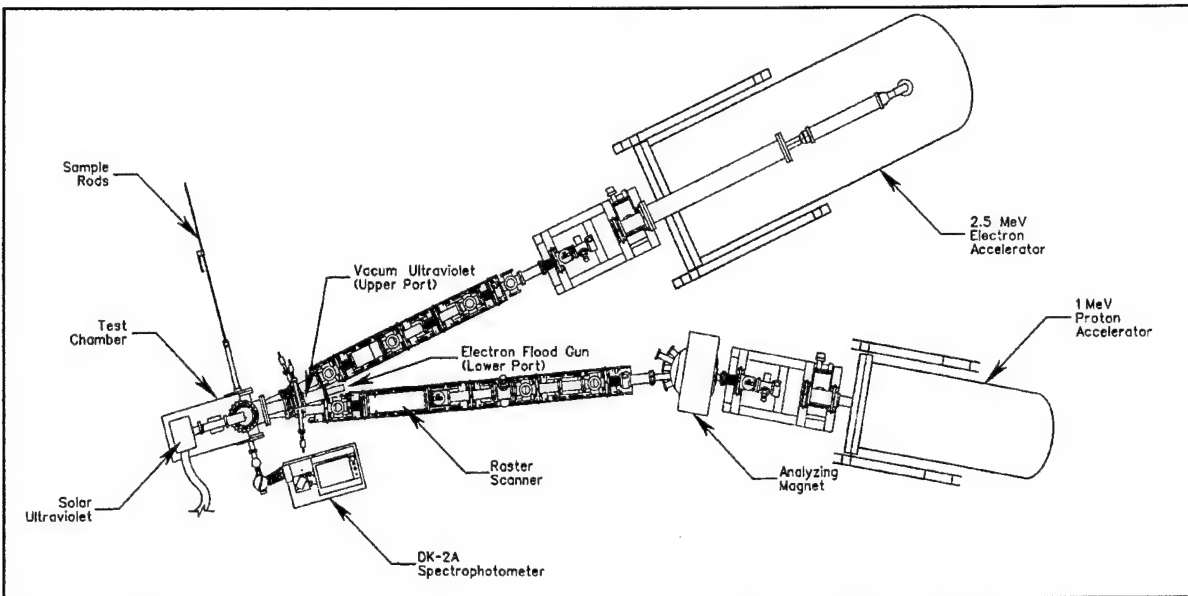 Sample
Rods
2.5 MeV
Electron
Accelerator
Vacum Ultraviolet
(Upper Port)
1 MeV
Proton
Accelerator
Test
Chamber
Electron Flood Gun
(Lower Port)
Raster
Scanner
Analyzing
Magnet
Solar
Ultraviolet
DK-2A
Spectrophotometer